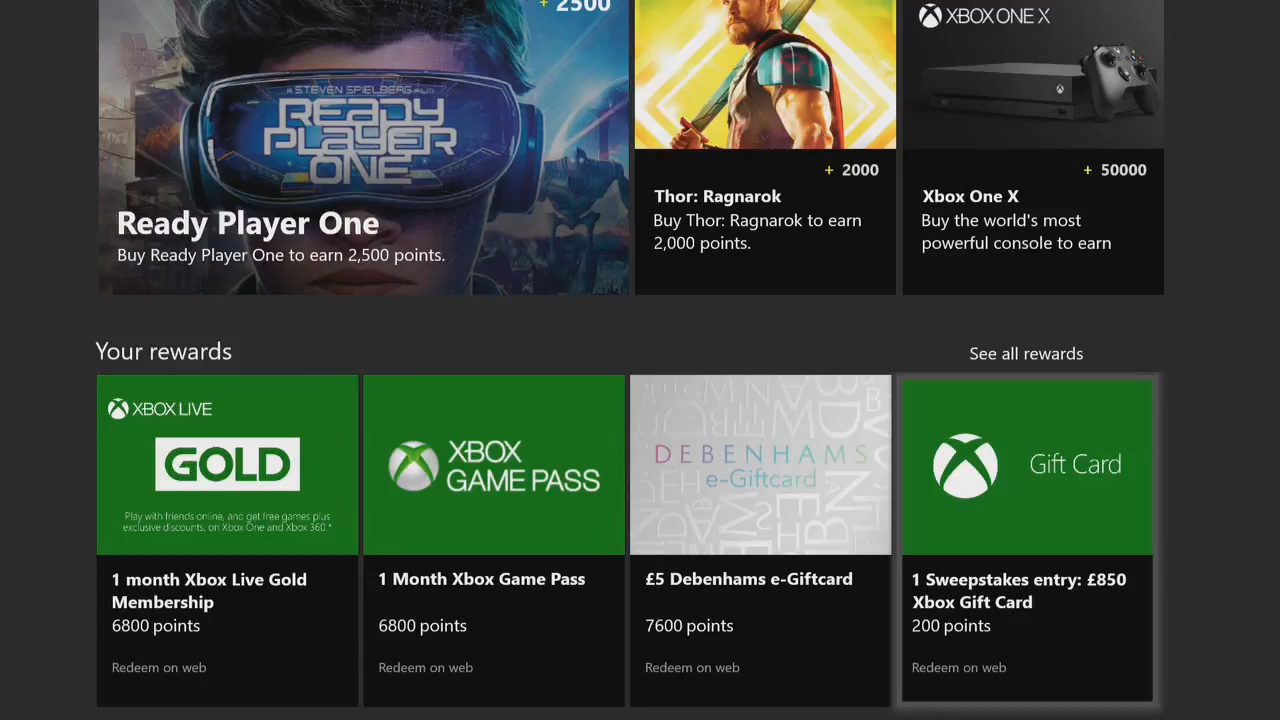 + 2500
A STEVEN SPIELBERG FILM
READY
PLAYER
ONE
Ready Player One
Buy Ready Player One to earn 2,500 points.
+ 2000
Thor: Ragnarok
Buy Thor: Ragnarok to earn
2,000 points.
XBOX ONE X
+ 50000
Xbox One X
Buy the world's most
powerful console to earn
Your rewards
See all rewards
XBOX LIVE
GOLD
Play with friends online, and get free games plus
exclusive discounts, on Xbox One and Xbox 360.*
1 month Xbox Live Gold
Membership
6800 points
Redeem on web
XBOX
GAME PASS
1 Month Xbox Game Pass
6800 points
Redeem on web
DEBENHAMS
e-Giftcard
£5 Debenhams e-Giftcard
7600 points
Redeem on web
Gift Card
1 Sweepstakes entry: £850
Xbox Gift Card
200 points
Redeem on web